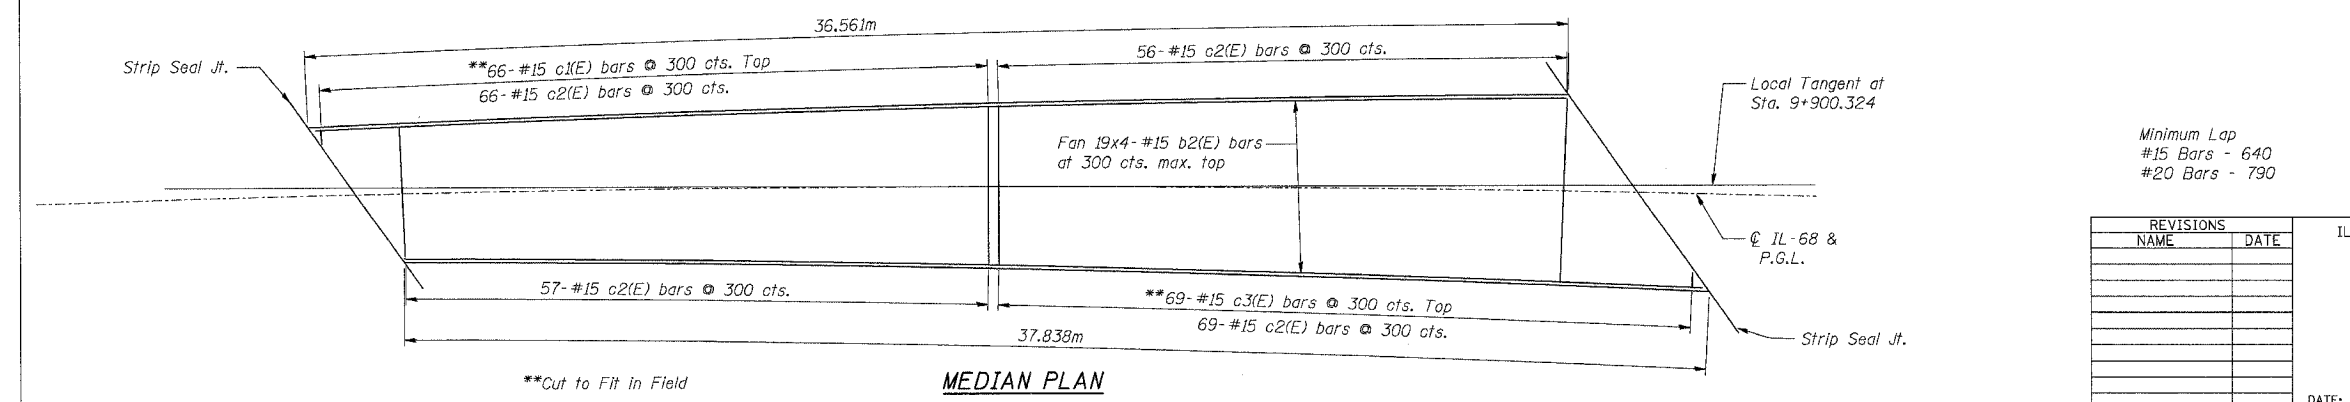 36.561m
Strip Seal Jt.
**66-#15 c1(E) bars @ 300 cts. Top
66-#15 c2(E) bars @ 300 cts.
56-#15 c2(E) bars @ 300 cts.
Local Tangent at
Sta. 9+900.324
Fan 19x4-#15 b2(E) bars
at 300 cts. max. top
Minimum Lap
#15 Bars - 640
#20 Bars - 790
℄ IL-68 &
P.G.L.
REVISIONS
NAME DATE
IL
57-#15 c2(E) bars @ 300 cts.
**69-#15 c3(E) bars @ 300 cts. Top
69-#15 c2(E) bars @ 300 cts.
37.838m
Strip Seal Jt.
**Cut to Fit in Field
MEDIAN PLAN
DATE: